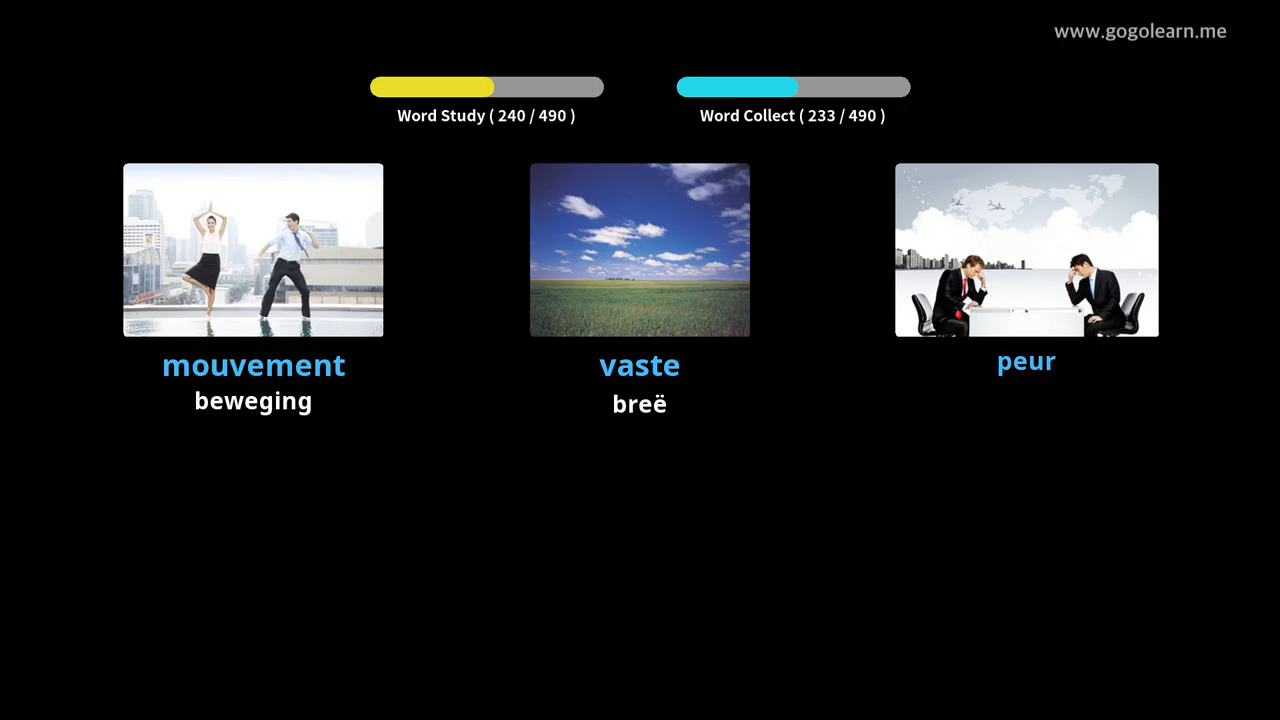 www.gogolearn.me
Word Study ( 240 / 490 )
Word Collect ( 233 / 490 )
mouvement
beweging
vaste
breë
peur